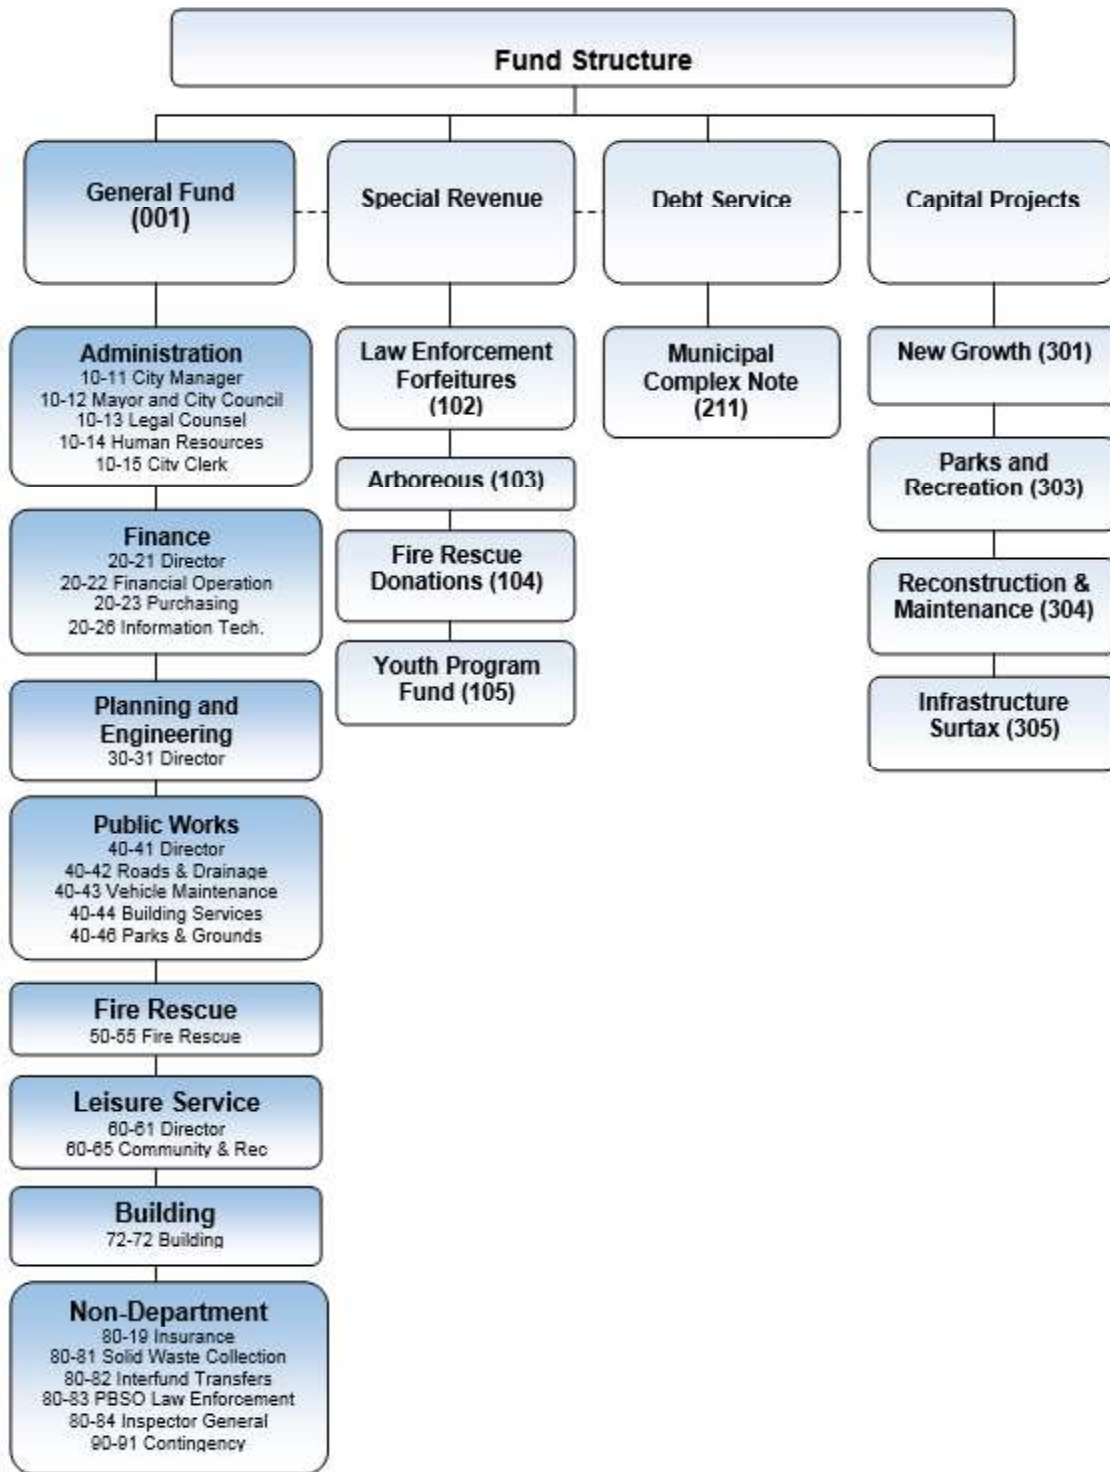 Fund Structure
General Fund
(001)
Special Revenue
Debt Service
Capital Projects
Administration
10-11 City Manager
10-12 Mayor and City Council
10-13 Legal Counsel
10-14 Human Resources
10-15 City Clerk
Finance
20-21 Director
20-22 Financial Operation
20-23 Purchasing
20-26 Information Tech.
Planning and
Engineering
30-31 Director
Public Works
40-41 Director
40-42 Roads & Drainage
40-43 Vehicle Maintenance
40-44 Building Services
40-46 Parks & Grounds
Fire Rescue
50-55 Fire Rescue
Leisure Service
60-61 Director
60-65 Community & Rec
Building
72-72 Building
Non-Department
80-19 Insurance
80-81 Solid Waste Collection
80-82 Interfund Transfers
80-83 PBSO Law Enforcement
80-84 Inspector General
90-91 Contingency
Law Enforcement
Forfeitures
(102)
Arboreous (103)
Fire Rescue
Donations (104)
Youth Program
Fund (105)
Municipal
Complex Note
(211)
New Growth (301)
Parks and
Recreation (303)
Reconstruction &
Maintenance (304)
Infrastructure
Surtax (305)